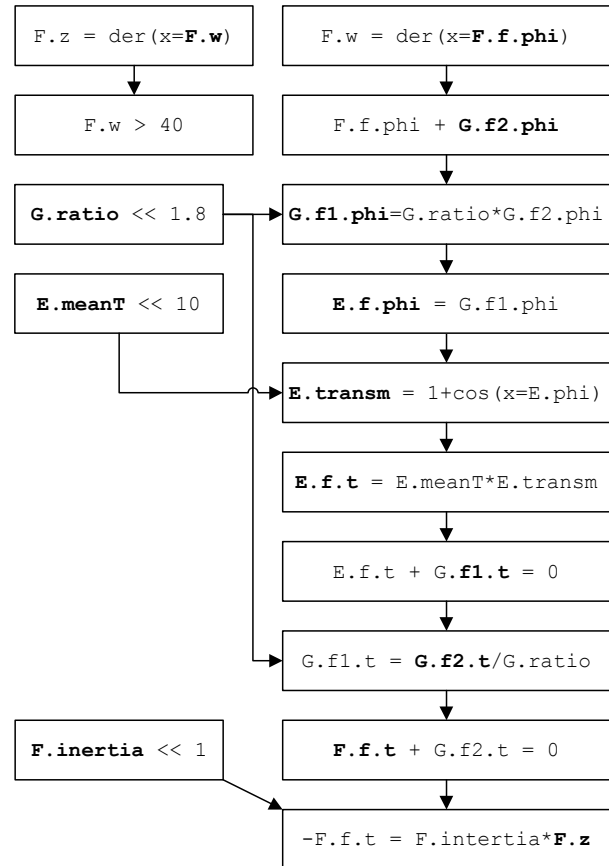 F.z = der(x=F.w)
F.w = der(x=F.f.phi)
F.w > 40
F.f.phi + G.f2.phi
G.ratio << 1.8
G.f1.phi=G.ratio*G.f2.phi
E.meanT << 10
E.f.phi = G.f1.phi
E.transm = 1+cos(x=E.phi)
E.f.t = E.meanT*E.transm
E.f.t + G.f1.t = 0
G.f1.t = G.f2.t/G.ratio
F.inertia << 1
F.f.t + G.f2.t = 0
-F.f.t = F.intertia*F.z